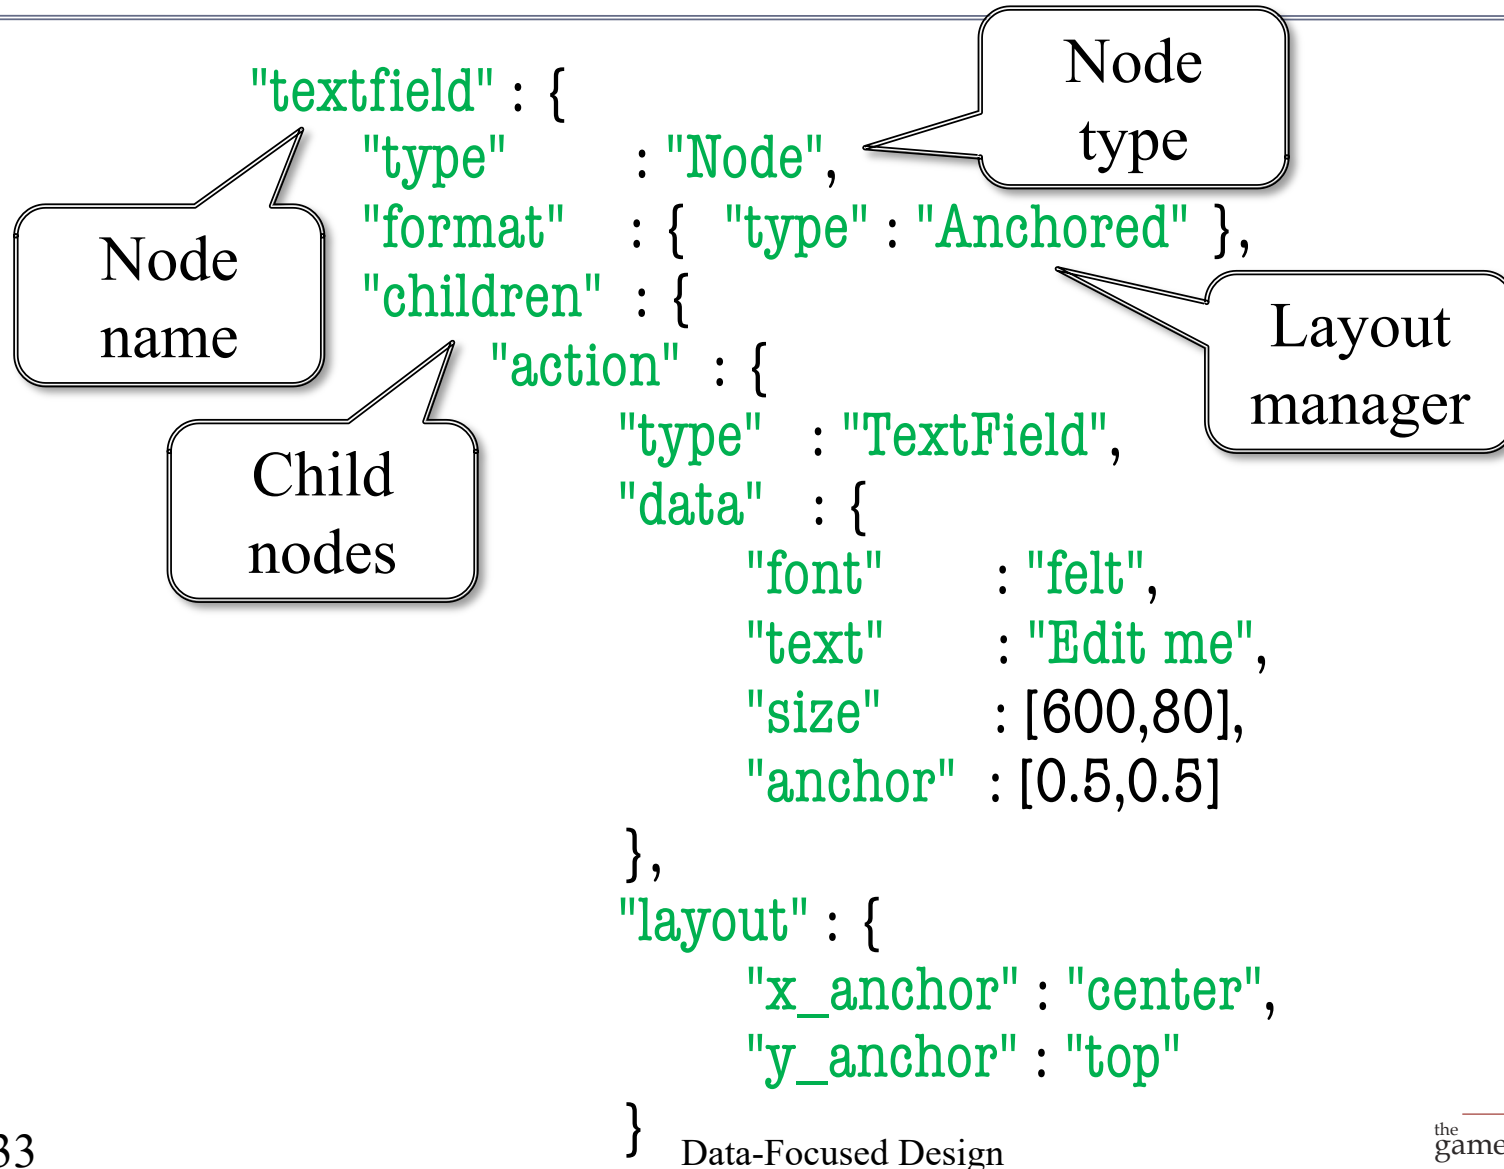 Node
type
"textfield" : {
"type" : "Node",
"format" : { "type" : "Anchored" },
Node
name
"children" : {
Layout
manager
"action" : {
"type" : "TextField",
Child
nodes
"data" : {
"font" : "felt",
"text" : "Edit me",
"size" : [600,80],
"anchor" : [0.5,0.5]
},
"layout" : {
"x_anchor" : "center",
"y_anchor" : "top"
}
33
Data-Focused Design
the
game